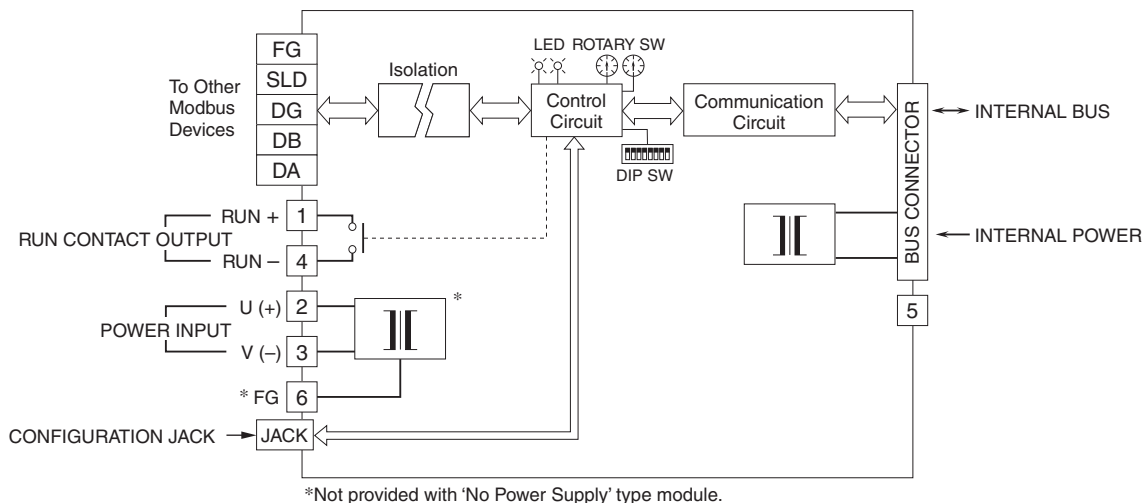 FG
SLD
DG
DB
DA
To Other
Modbus
Devices
Isolation
LED
ROTARY SW
Control
Circuit
DIP SW
Communication
Circuit
BUS CONNECTOR
INTERNAL BUS
INTERNAL POWER
5
RUN CONTACT OUTPUT
RUN + 1
RUN – 4
POWER INPUT
U (+) 2
V (–) 3
*
* FG 6
CONFIGURATION JACK
JACK
*Not provided with ‘No Power Supply’ type module.